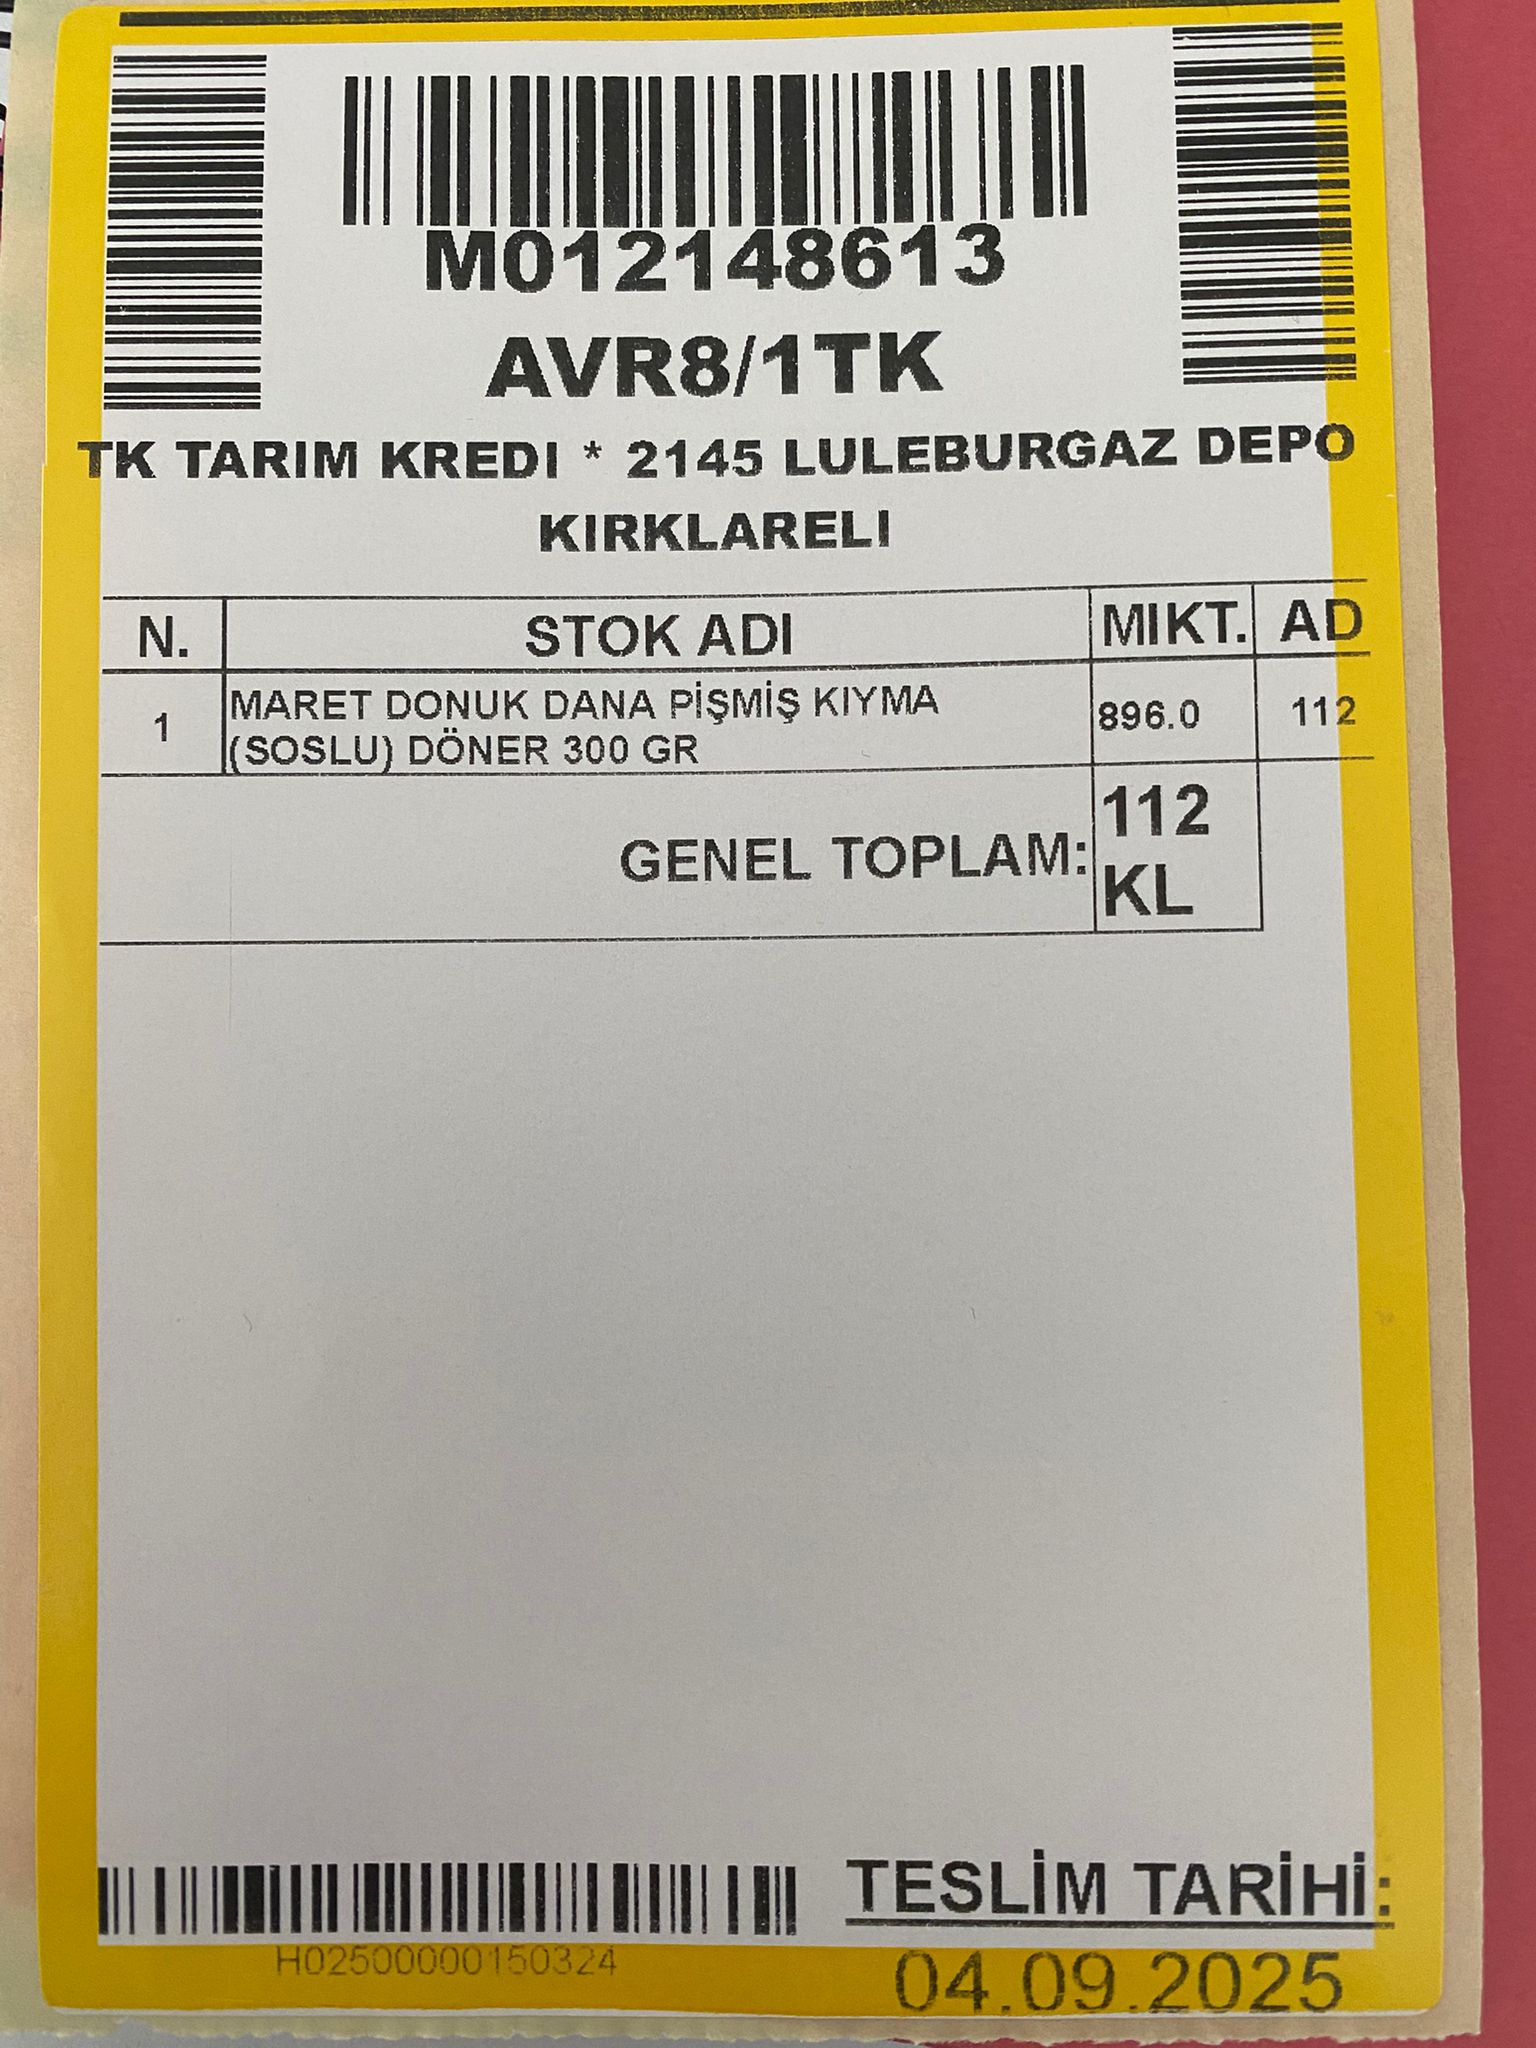 M012148613
AVR8/1TK
TK TARIM KREDI * 2145 LULEBURGAZ DEPO
KIRKLARELI
N. STOK ADI MIKT. AD
1 MARET DONUK DANA PİŞMİŞ KIYMA 896.0 112
(SOSLU) DÖNER 300 GR
GENEL TOPLAM: 112
KL
TESLİM TARİHİ:
H02500000150324
04.09.2025